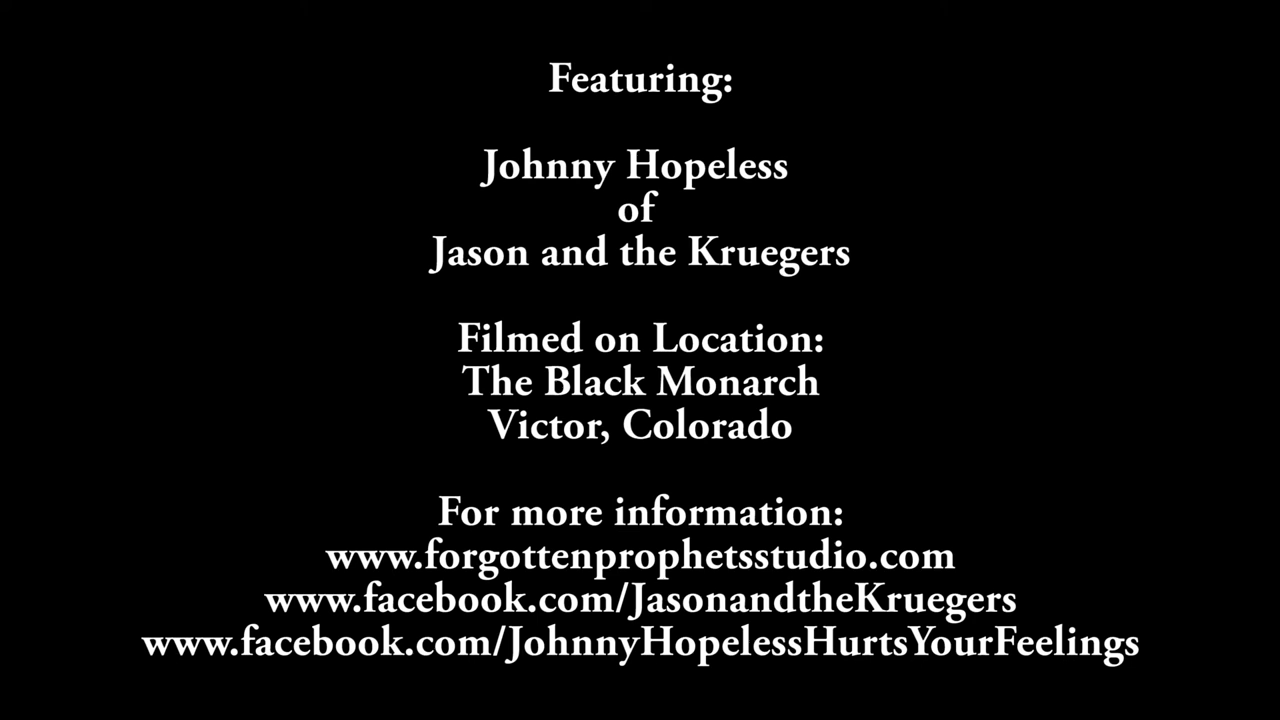 Featuring:
Johnny Hopeless
of
Jason and the Kruegers
Filmed on Location:
The Black Monarch
Victor, Colorado
For more information:
www.forgottenprophetsstudio.com
www.facebook.com/JasonandtheKruegers
www.facebook.com/JohnnyHopelessHurtsYourFeelings